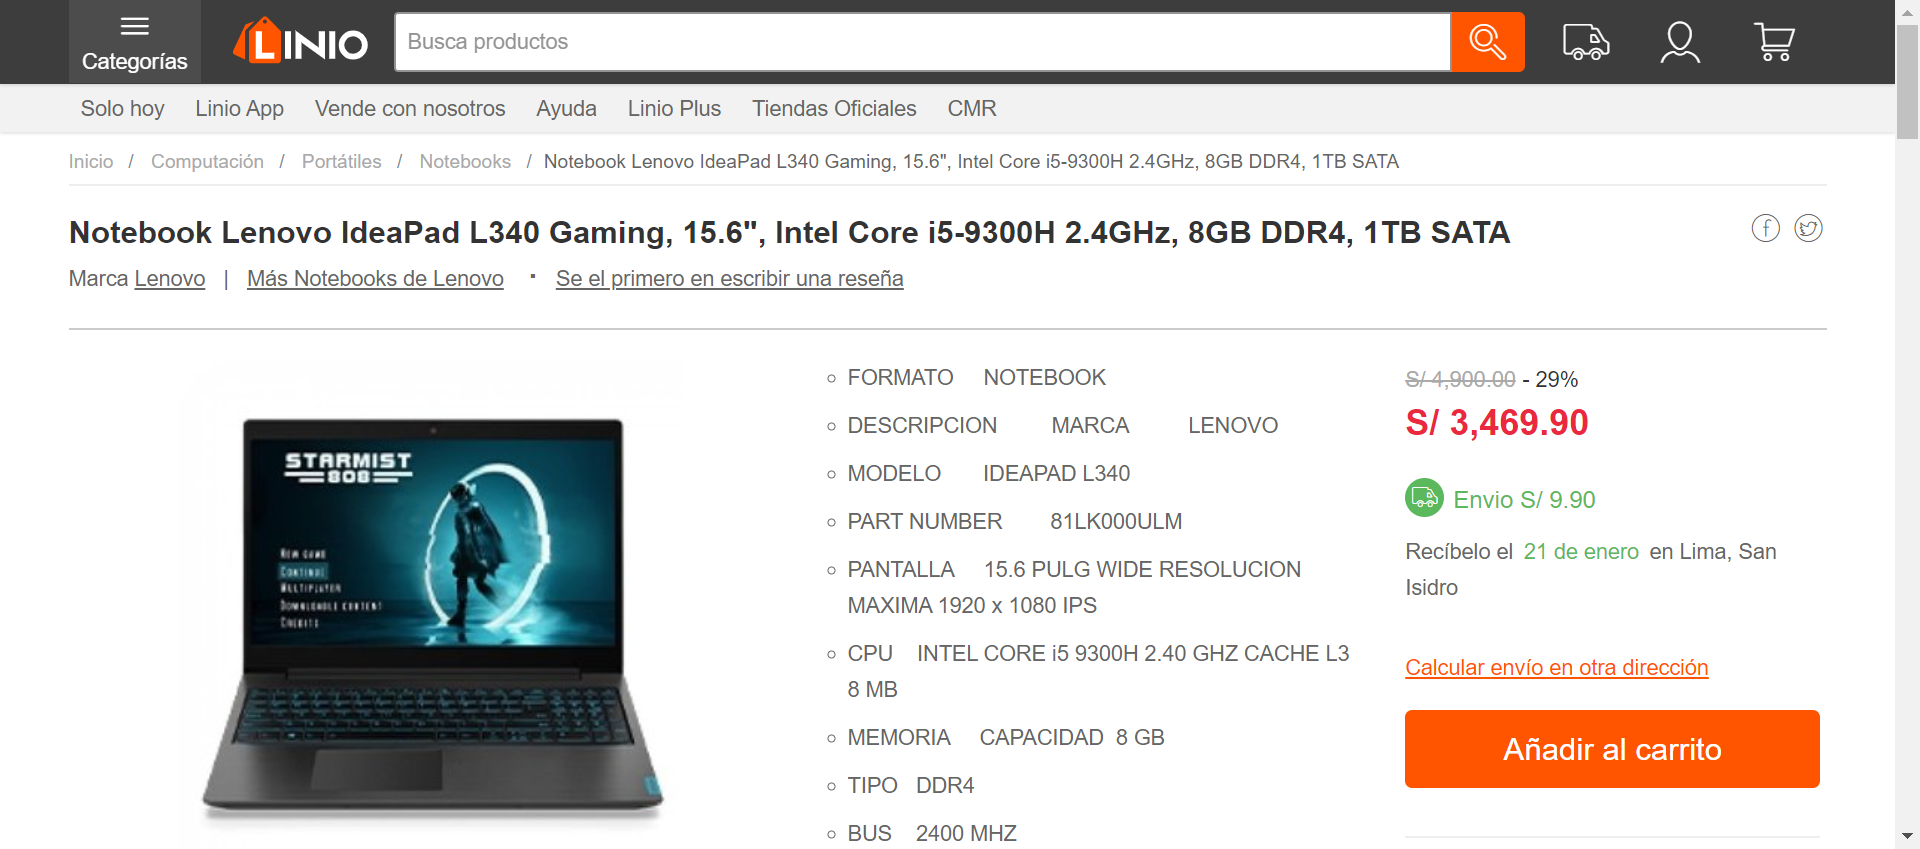 Categorías
LINIO
Busca productos
Solo hoy Linio App Vende con nosotros Ayuda Linio Plus Tiendas Oficiales CMR
Inicio / Computación / Portátiles / Notebooks / Notebook Lenovo IdeaPad L340 Gaming, 15.6", Intel Core i5-9300H 2.4GHz, 8GB DDR4, 1TB SATA
Notebook Lenovo IdeaPad L340 Gaming, 15.6", Intel Core i5-9300H 2.4GHz, 8GB DDR4, 1TB SATA
Marca Lenovo | Más Notebooks de Lenovo · Se el primero en escribir una reseña
STARMIST
808
NEW GAME
CONTINUE
MULTIPLAYER
DOWNLOADABLE CONTENT
CREDITS
FORMATO NOTEBOOK
DESCRIPCION MARCA LENOVO
MODELO IDEAPAD L340
PART NUMBER 81LK000ULM
PANTALLA 15.6 PULG WIDE RESOLUCION
MAXIMA 1920 x 1080 IPS
CPU INTEL CORE i5 9300H 2.40 GHZ CACHE L3
8 MB
MEMORIA CAPACIDAD 8 GB
TIPO DDR4
BUS 2400 MHZ
S/ 4,900.00 - 29%
S/ 3,469.90
Envio S/ 9.90
Recíbelo el 21 de enero en Lima, San
Isidro
Calcular envío en otra dirección
Añadir al carrito